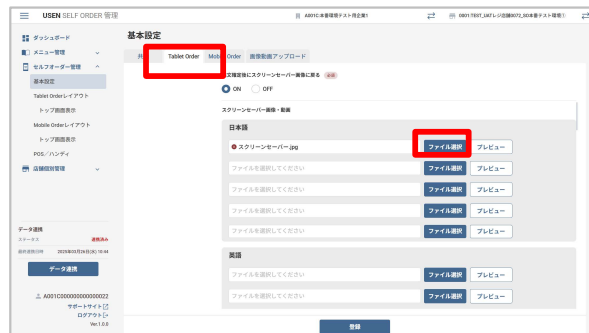 USEN SELF ORDER 管理
A001C:本番環境テスト用企業1
0001:TEST_UATレジ店舗0072_SO本番テスト環境①
ダッシュボード
メニュー管理
セルフオーダー管理
基本設定
Tablet Orderレイアウト
トップ画面表示
Mobile Orderレイアウト
トップ画面表示
POS／ハンディ
店舗個別管理
データ連携
ステータス
連携済み
最終連携日時
2025年03月26日(水) 10:44
データ連携
A001C000000000000022
サポートサイト
ログアウト
Ver.1.0.0
基本設定
Tablet Order
Mobile Order
画像動画アップロード
文確定後にスクリーンセーバー画像に戻る
必須
ON
OFF
スクリーンセーバー画像・動画
日本語
スクリーンセーバー.jpg
ファイル選択
プレビュー
ファイルを選択してください
ファイル選択
プレビュー
ファイルを選択してください
ファイル選択
プレビュー
ファイルを選択してください
ファイル選択
プレビュー
ファイルを選択してください
ファイル選択
プレビュー
英語
ファイルを選択してください
ファイル選択
プレビュー
ファイルを選択してください
ファイル選択
プレビュー
登録